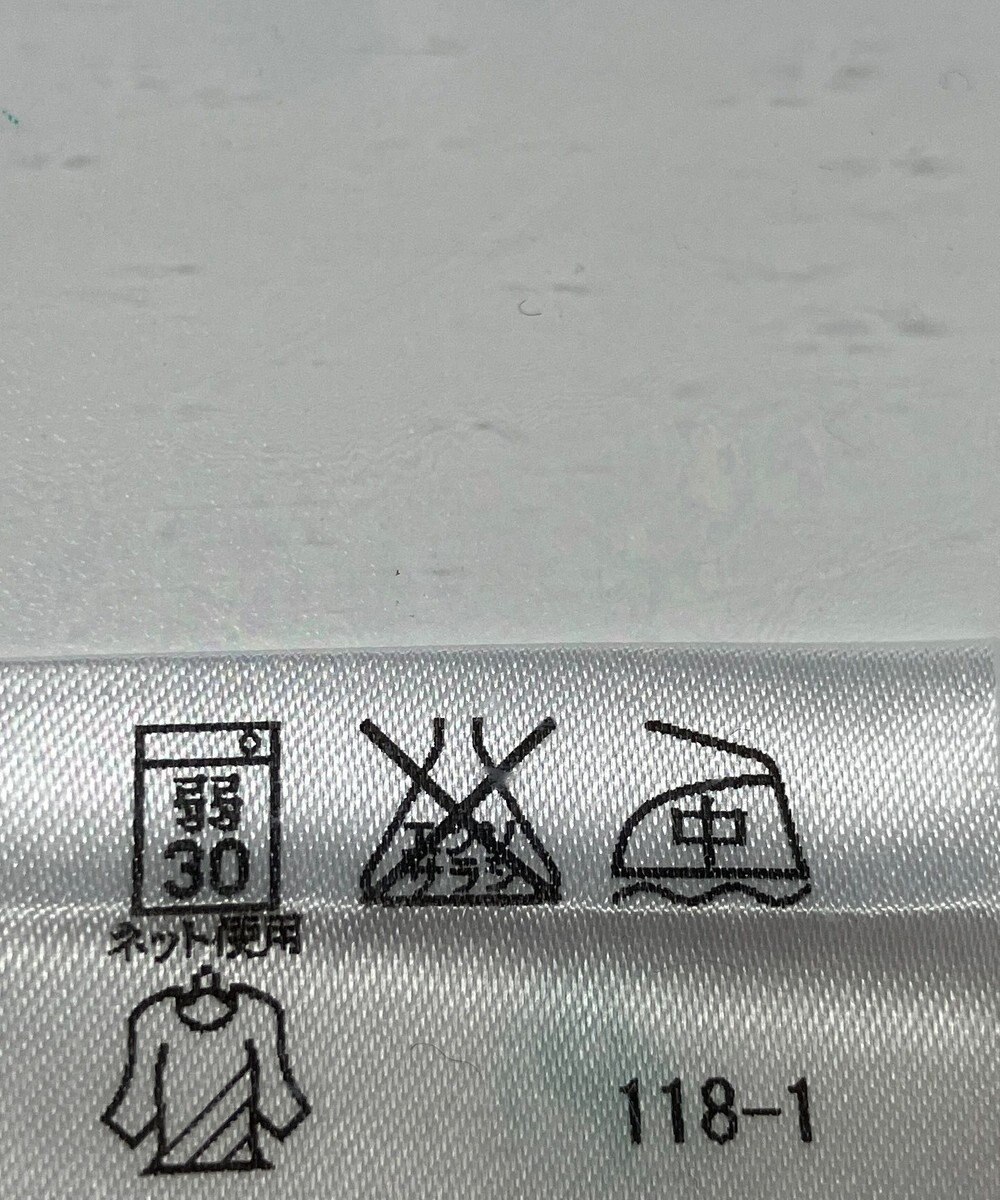 弱
30
エンソ
サラシ
中
ネット使用
118-1